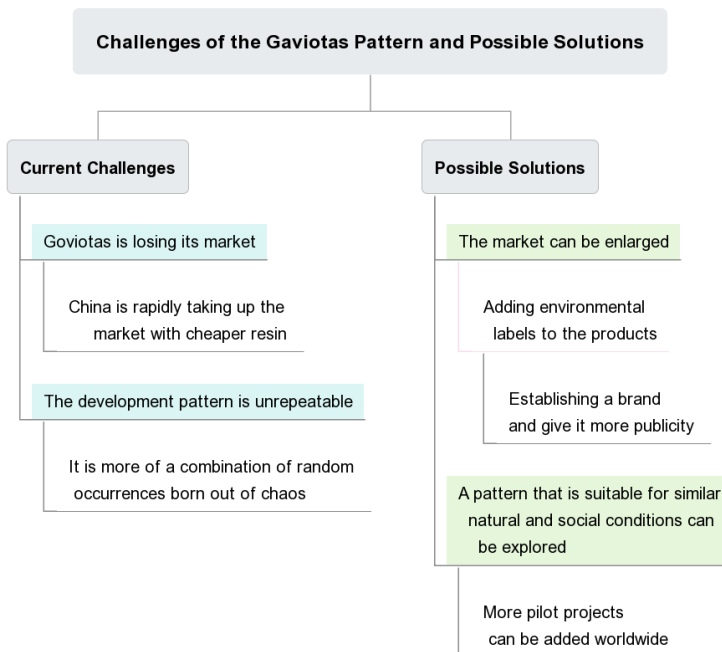 Challenges of the Gaviotas Pattern and Possible Solutions
Current Challenges
Goviotas is losing its market
China is rapidly taking up the
market with cheaper resin
The development pattern is unrepeatable
It is more of a combination of random
occurrences born out of chaos
Possible Solutions
The market can be enlarged
Adding environmental
labels to the products
Establishing a brand
and give it more publicity
A pattern that is suitable for similar
natural and social conditions can
be explored
More pilot projects
can be added worldwide